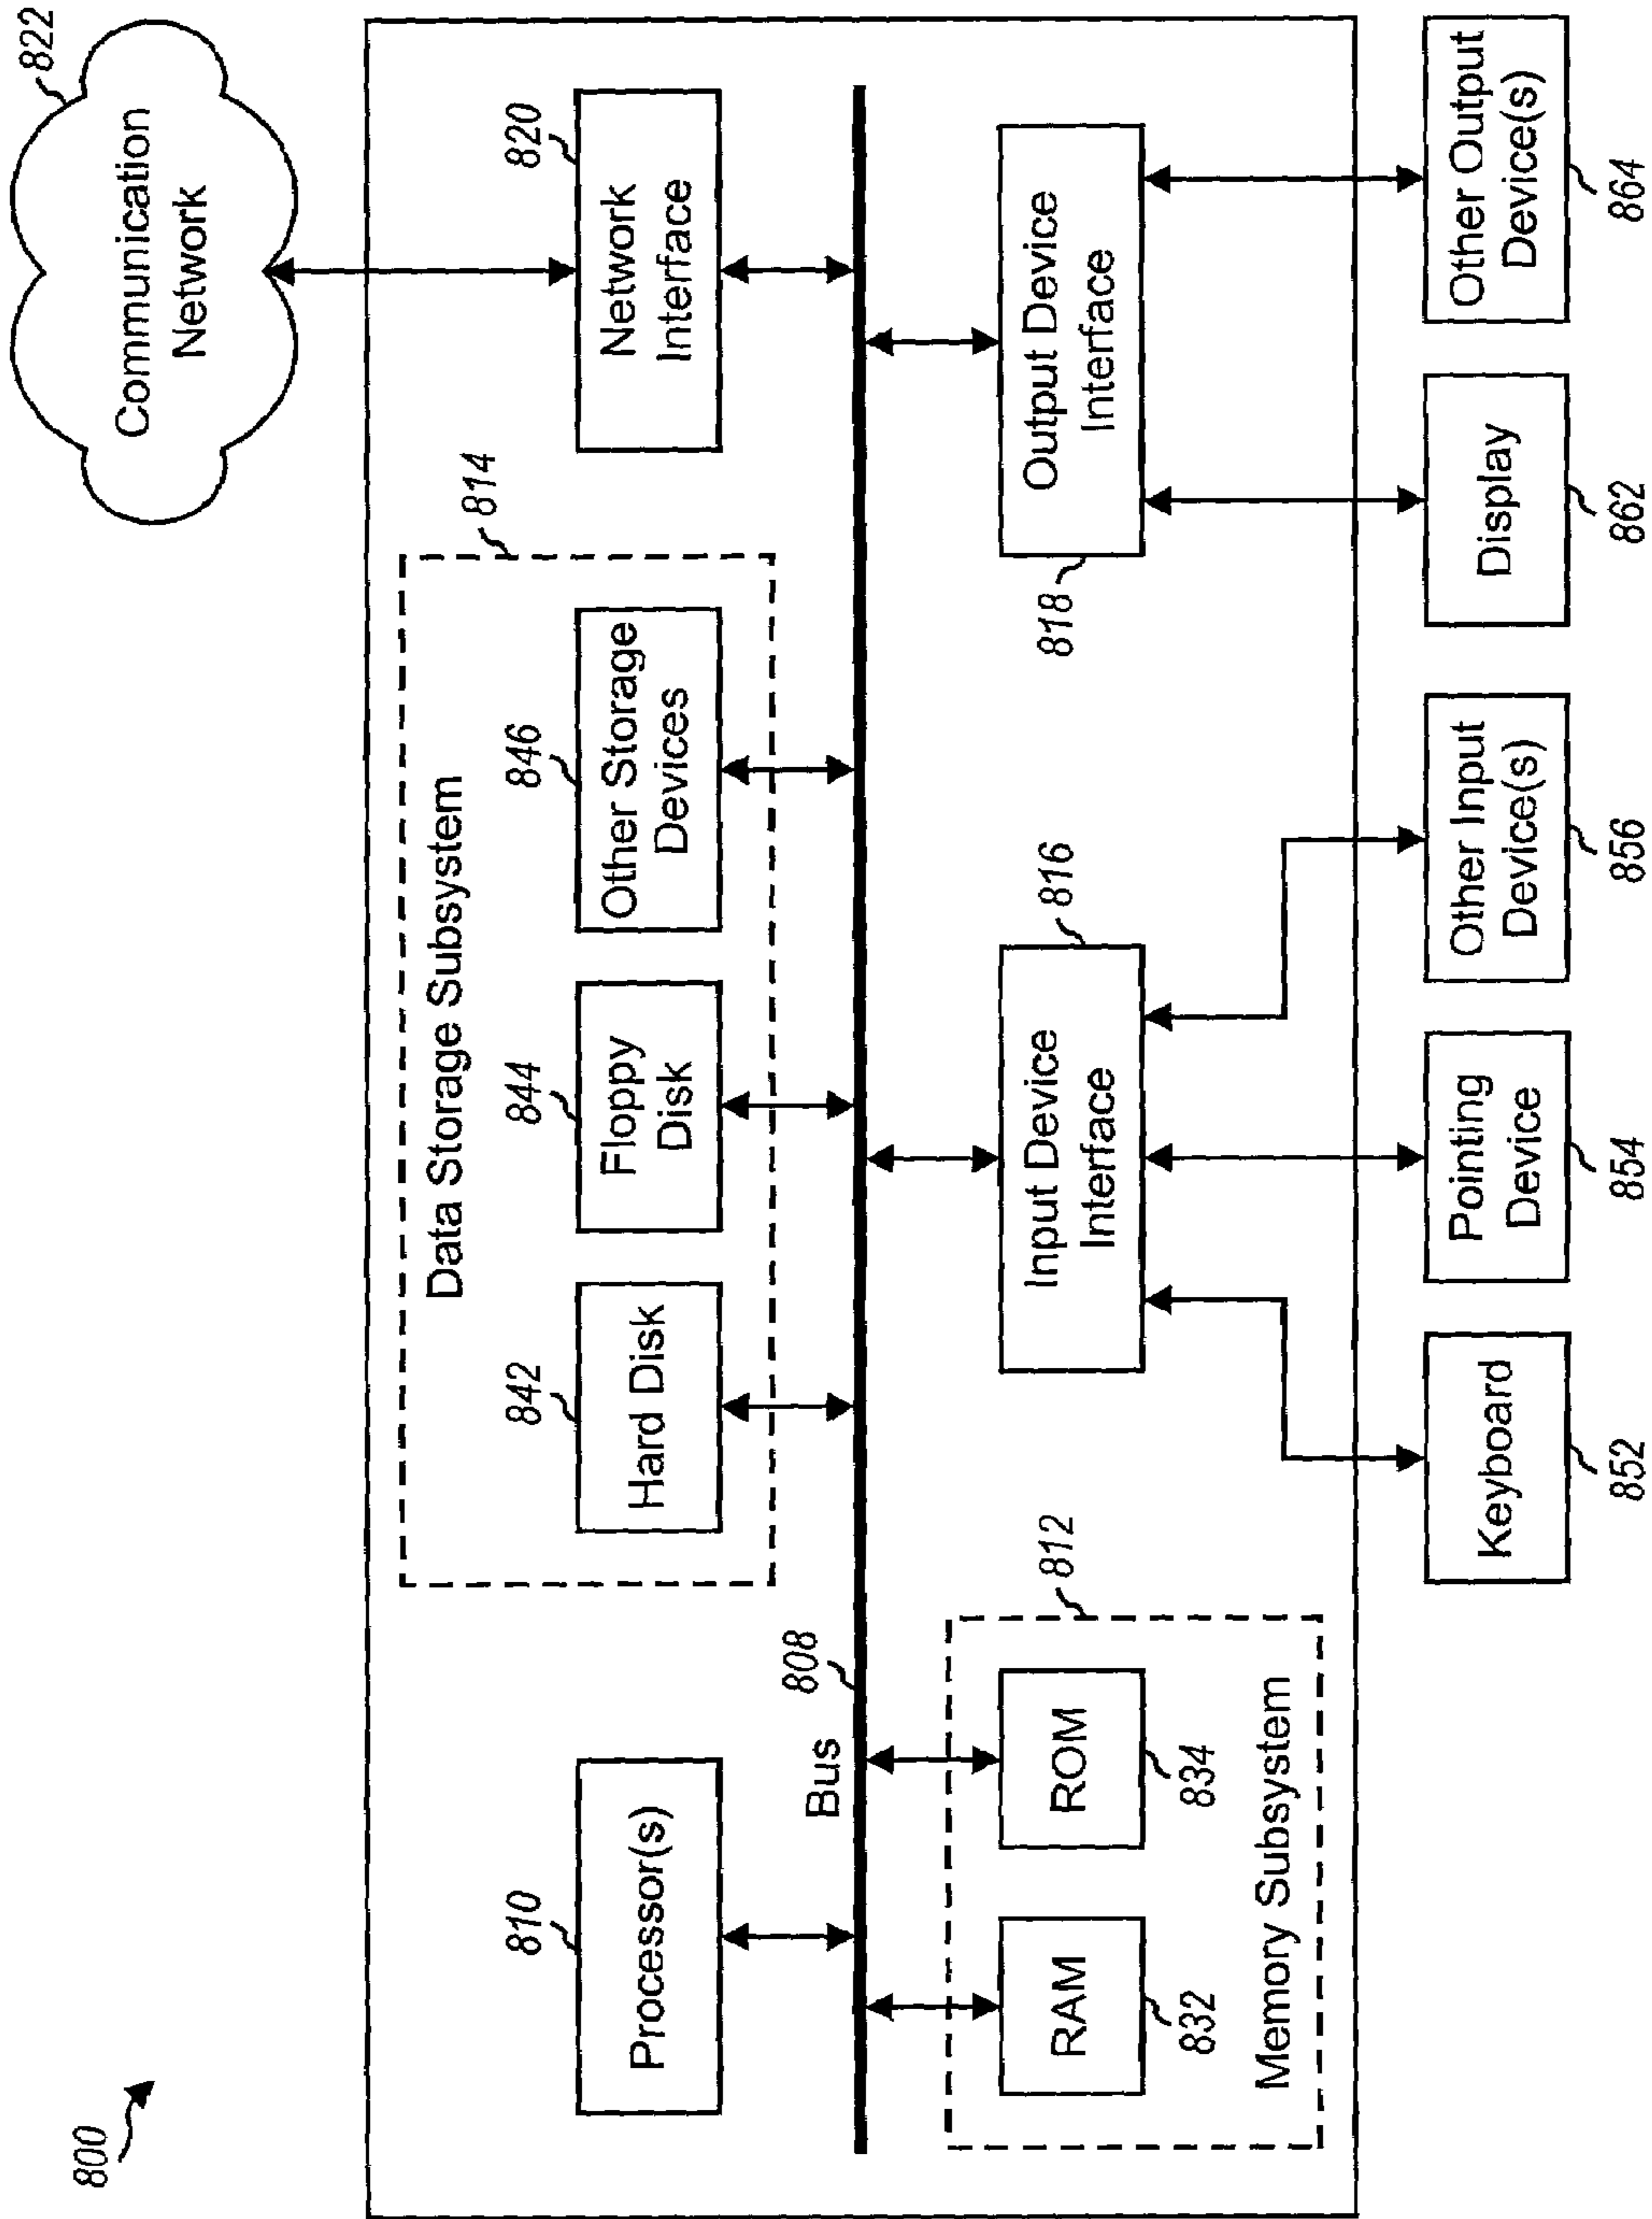 800
Communication
Network
822
Data Storage Subsystem
814
810
Processor(s)
842
Hard Disk
844
Floppy
Disk
846
Other Storage
Devices
820
Network
Interface
Bus
808
RAM
832
ROM
834
812
Memory Subsystem
Input Device
Interface
816
Output Device
Interface
818
Keyboard
852
Pointing
Device
854
Other Input
Device(s)
856
Display
862
Other Output
Device(s)
864